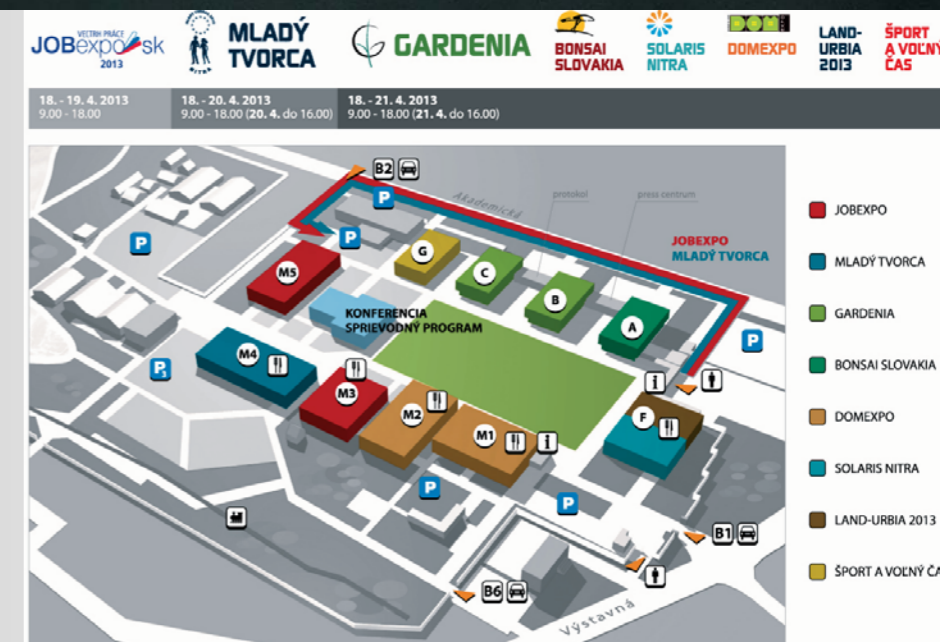 VEĽTRH PRÁCE
JOBexpo sk
2013
NITRA
MLADÝ
TVORCA
GARDENIA
BONSAI
SLOVAKIA
SOLARIS
NITRA
DOM
DOMEXPO
LAND-
URBIA
2013
ŠPORT
A VOĽNÝ
ČAS
18. - 19. 4. 2013
9.00 - 18.00
18. - 20. 4. 2013
9.00 - 18.00 (20. 4. do 16.00)
18. - 21. 4. 2013
9.00 - 18.00 (21. 4. do 16.00)
B2
P
Akademická
protokol
press centrum
P
P
G
C
JOBEXPO
MLADÝ TVORCA
M5
B
A
KONFERENCIA
SPRIEVODNÝ PROGRAM
P
M4
P3
M3
i
M2
F
M1
i
P
P
B1
B6
Výstavná
JOBEXPO
MLADÝ TVORCA
GARDENIA
BONSAI SLOVAKIA
DOMEXPO
SOLARIS NITRA
LAND-URBIA 2013
ŠPORT A VOĽNÝ ČA